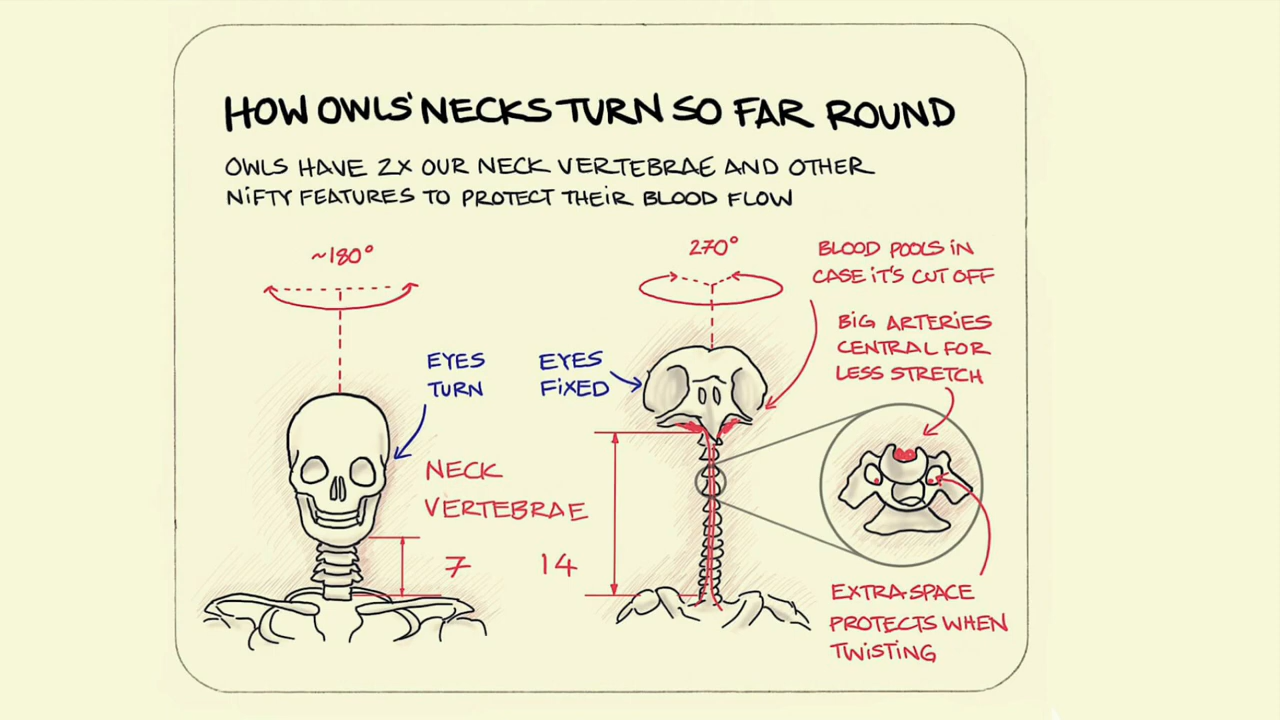 HOW OWLS' NECKS TURN SO FAR ROUND
OWLS HAVE 2X OUR NECK VERTEBRAE AND OTHER
NIFTY FEATURES TO PROTECT THEIR BLOOD FLOW
~180°
270°
BLOOD POOLS IN
CASE IT'S CUT OFF
BIG ARTERIES
CENTRAL FOR
LESS STRETCH
EYES
TURN
EYES
FIXED
NECK
VERTEBRAE
7
14
EXTRA SPACE
PROTECTS WHEN
TWISTING